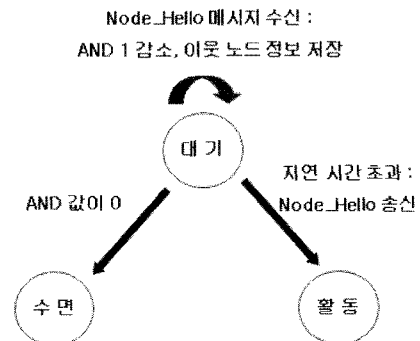 Node_Hello 메시지 수신 :
AND 1 감소, 이웃 노드 정보 저장
대 기
지연 시간 초과 :
AND 값이 0
Node_Hello 송신
수 면
활 동